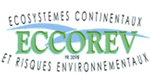 ECOSYSTEMES CONTINENTAUX
ECCOREV
FR 3098
ET RISQUES ENVIRONNEMENTAUX